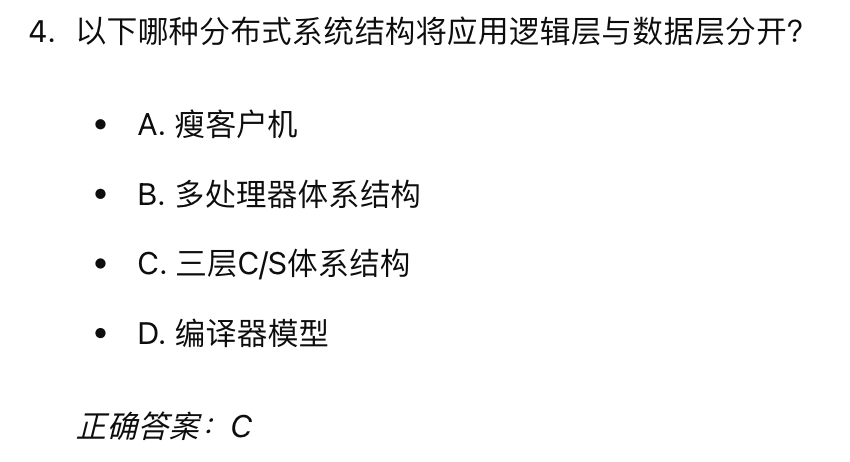 4. 以下哪种分布式系统结构将应用逻辑层与数据层分开?
• A. 瘦客户机
• B. 多处理器体系结构
• C. 三层C/S体系结构
• D. 编译器模型
正确答案：C